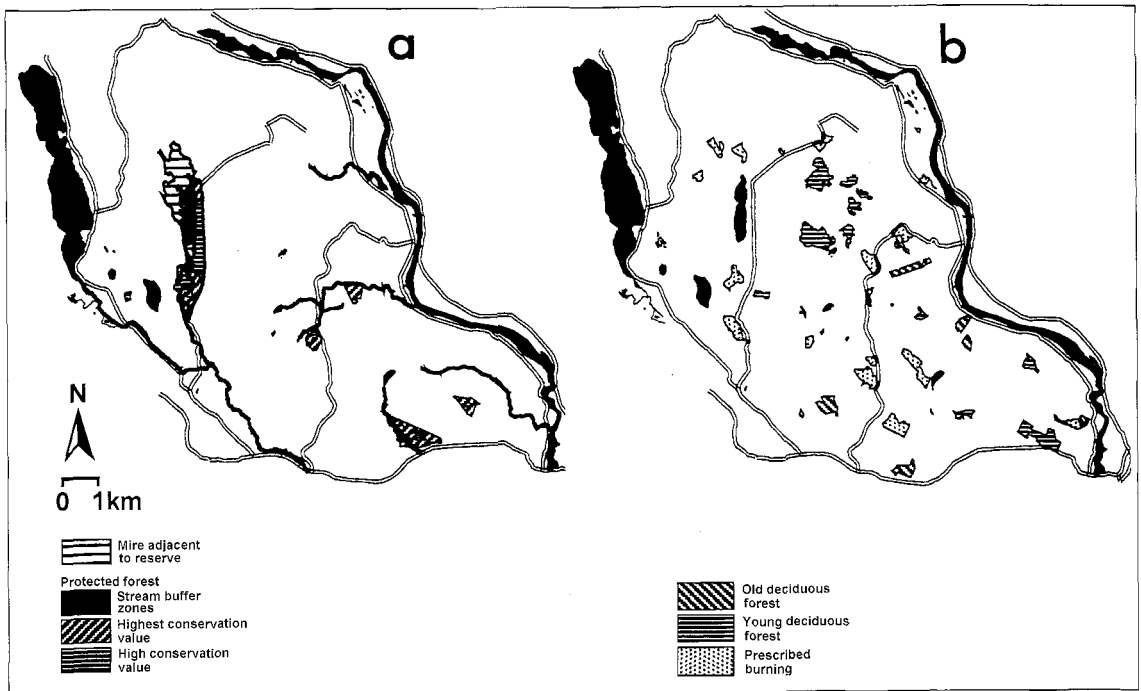 a
b
N
0 1km
Mire adjacent
to reserve
Protected forest
Stream buffer
zones
Highest conservation
value
High conservation
value
Old deciduous
forest
Young deciduous
forest
Prescribed
burning